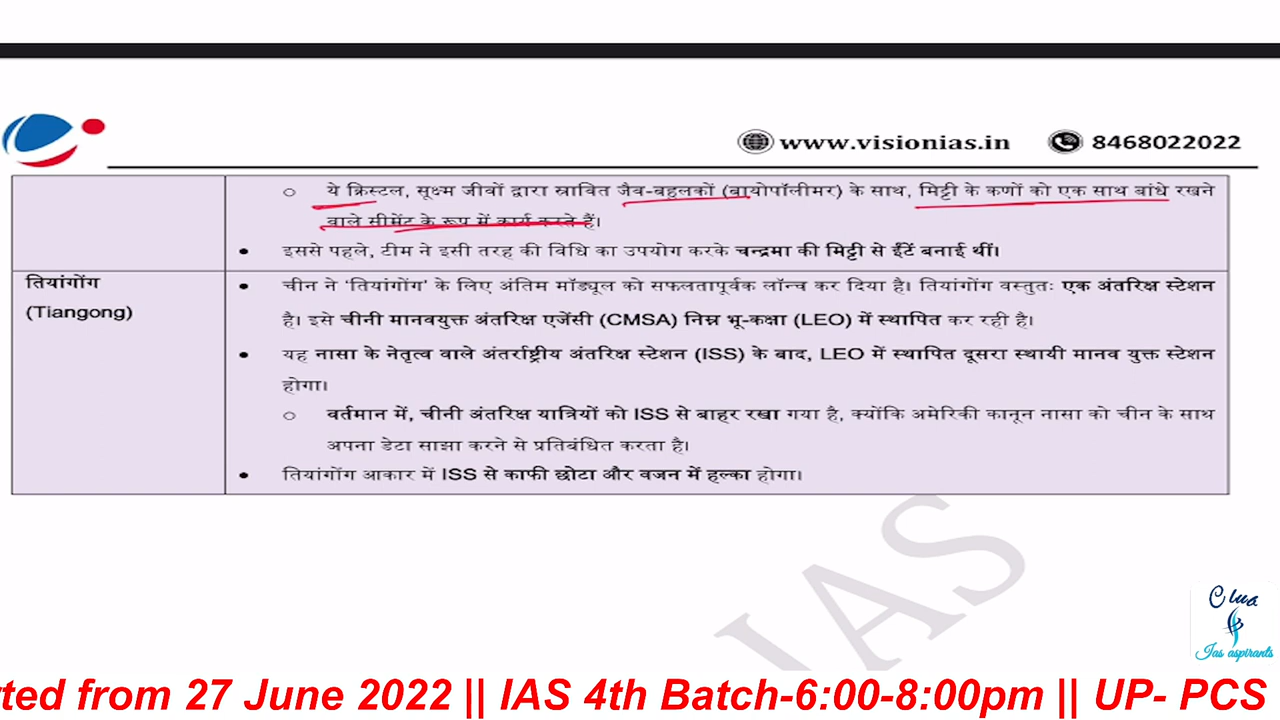 www.visionias.in 8468022022
○ ये क्रिस्टल, सूक्ष्म जीवों द्वारा स्रावित जैव-बहुलकों (बायोपॉलीमर) के साथ, मिट्टी के कणों को एक साथ बांधे रखने
वाले सीमेंट के रूप में कार्य करते हैं।
● इससे पहले, टीम ने इसी तरह की विधि का उपयोग करके चन्द्रमा की मिट्टी से ईंटें बनाई थीं।
तियांगोंग
(Tiangong)
● चीन ने 'तियांगोंग' के लिए अंतिम मॉड्यूल को सफलतापूर्वक लॉन्च कर दिया है। तियांगोंग वस्तुतः एक अंतरिक्ष स्टेशन
है। इसे चीनी मानवयुक्त अंतरिक्ष एजेंसी (CMSA) निम्न भू-कक्षा (LEO) में स्थापित कर रही है।
● यह नासा के नेतृत्व वाले अंतर्राष्ट्रीय अंतरिक्ष स्टेशन (ISS) के बाद, LEO में स्थापित दूसरा स्थायी मानव युक्त स्टेशन
होगा।
○ वर्तमान में, चीनी अंतरिक्ष यात्रियों को ISS से बाहर रखा गया है, क्योंकि अमेरिकी कानून नासा को चीन के साथ
अपना डेटा साझा करने से प्रतिबंधित करता है।
● तियांगोंग आकार में ISS से काफी छोटा और वजन में हल्का होगा।
IAS
Clue
Ias aspirants
rted from 27 June 2022 || IAS 4th Batch-6:00-8:00pm || UP- PCS